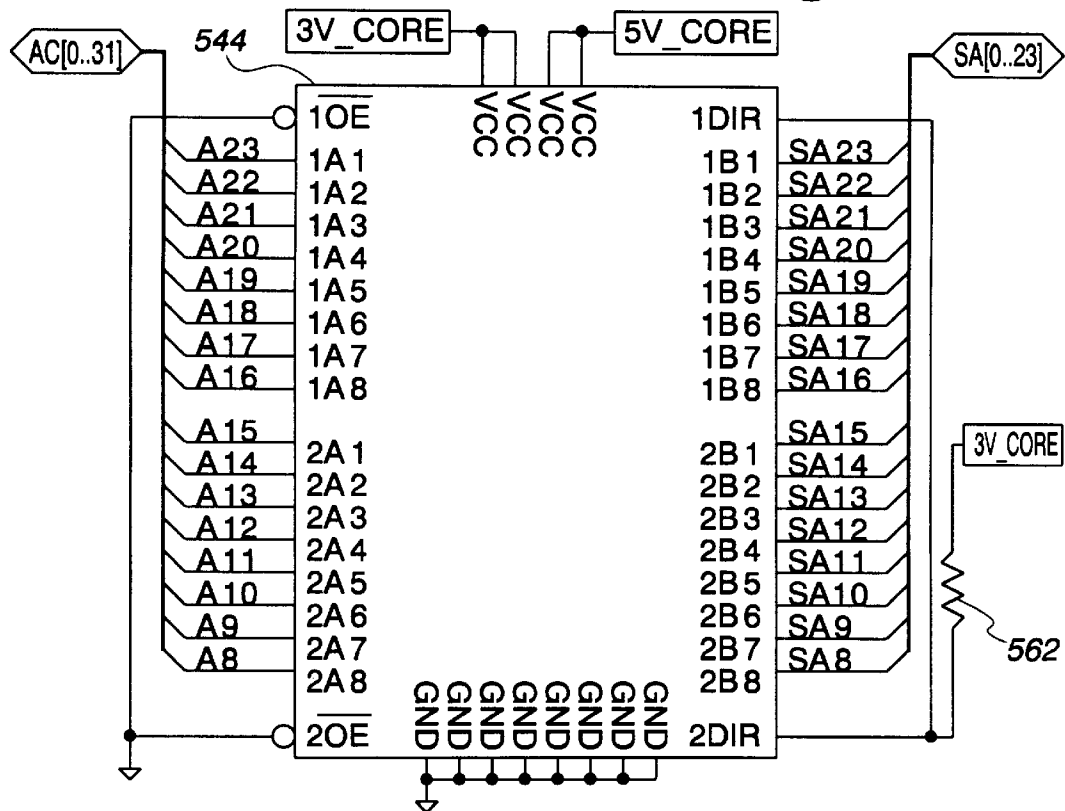 3V_CORE 5V_CORE
544
AC[0..31] SA[0..23]
VCC VCC VCC VCC
1OE 1DIR
A23 1A1 1B1 SA23
A22 1A2 1B2 SA22
A21 1A3 1B3 SA21
A20 1A4 1B4 SA20
A19 1A5 1B5 SA19
A18 1A6 1B6 SA18
A17 1A7 1B7 SA17
A16 1A8 1B8 SA16
A15 2A1 2B1 SA15
3V_CORE
A14 2A2 2B2 SA14
A13 2A3 2B3 SA13
A12 2A4 2B4 SA12
A11 2A5 2B5 SA11
A10 2A6 2B6 SA10
A9 2A7 2B7 SA9
562
A8 2A8 2B8 SA8
GND GND GND GND GND GND GND GND
2OE 2DIR